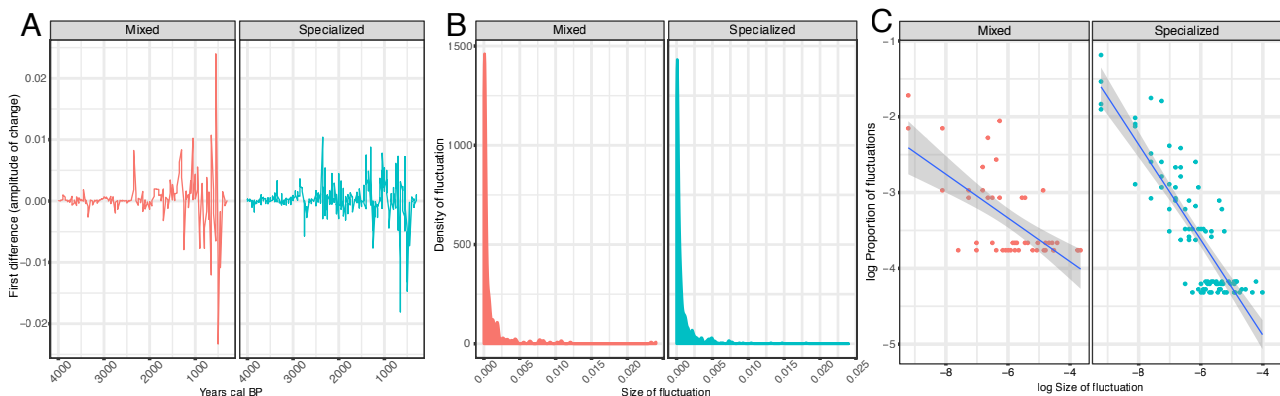 A
Mixed
Specialized
First difference (amplitude of change)
0.02
0.01
0.00
−0.01
−0.02
4000
3000
2000
1000
4000
3000
2000
1000
Years cal BP
B
Mixed
Specialized
Density of fluctuation
1500
1000
500
0
0.000
0.005
0.010
0.015
0.020
0.000
0.005
0.010
0.015
0.020
0.025
Size of fluctuation
C
Mixed
Specialized
log Proportion of fluctuations
−1
−2
−3
−4
−5
−8
−6
−4
−8
−6
−4
log Size of fluctuation